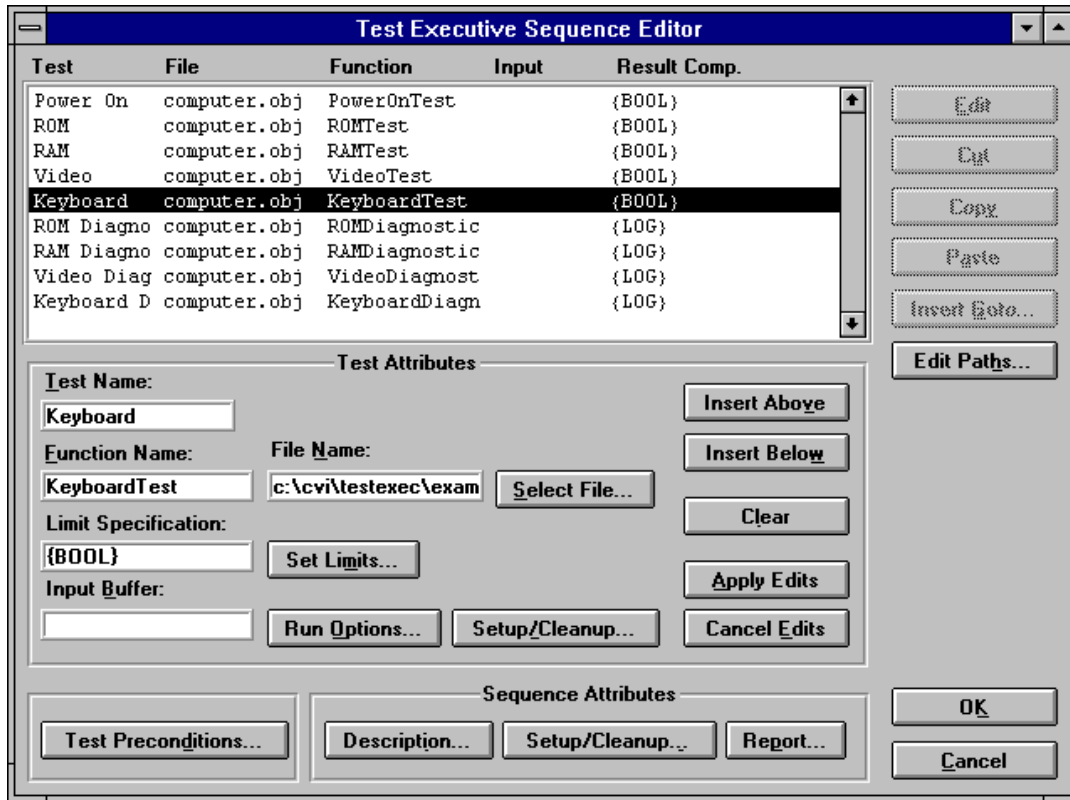 Test Executive Sequence Editor
Test File Function Input Result Comp.
Power On computer.obj PowerOnTest {BOOL}
ROM computer.obj ROMTest {BOOL}
RAM computer.obj RAMTest {BOOL}
Video computer.obj VideoTest {BOOL}
Keyboard computer.obj KeyboardTest {BOOL}
ROM Diagno computer.obj ROMDiagnostic {LOG}
RAM Diagno computer.obj RAMDiagnostic {LOG}
Video Diag computer.obj VideoDiagnost {LOG}
Keyboard D computer.obj KeyboardDiagn {LOG}
Edit
Cut
Copy
Paste
Insert Goto...
Edit Paths...
Test Attributes
Test Name:
Keyboard
Insert Above
Function Name: File Name:
Insert Below
KeyboardTest c:\cvi\testexec\exam Select File...
Clear
Limit Specification:
{BOOL} Set Limits...
Apply Edits
Input Buffer:
Run Options... Setup/Cleanup... Cancel Edits
Sequence Attributes
Test Preconditions... Description... Setup/Cleanup... Report...
OK
Cancel